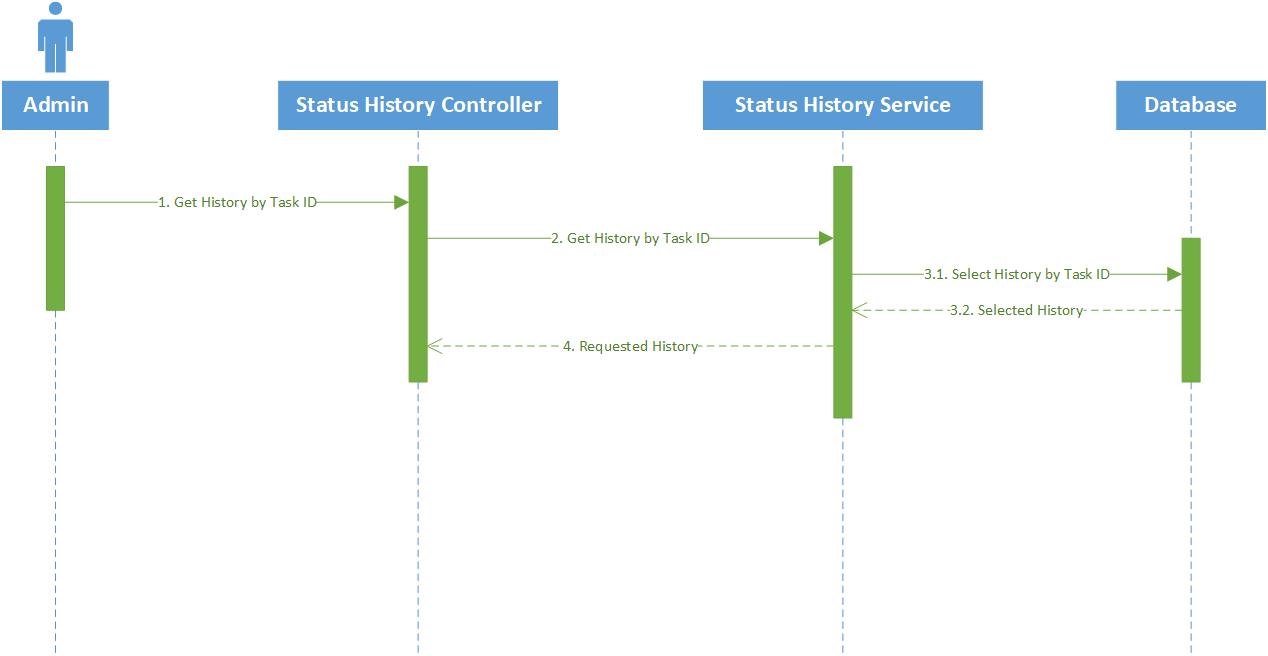 Admin
Status History Controller
Status History Service
Database
1. Get History by Task ID
2. Get History by Task ID
3.1. Select History by Task ID
3.2. Selected History
4. Requested History